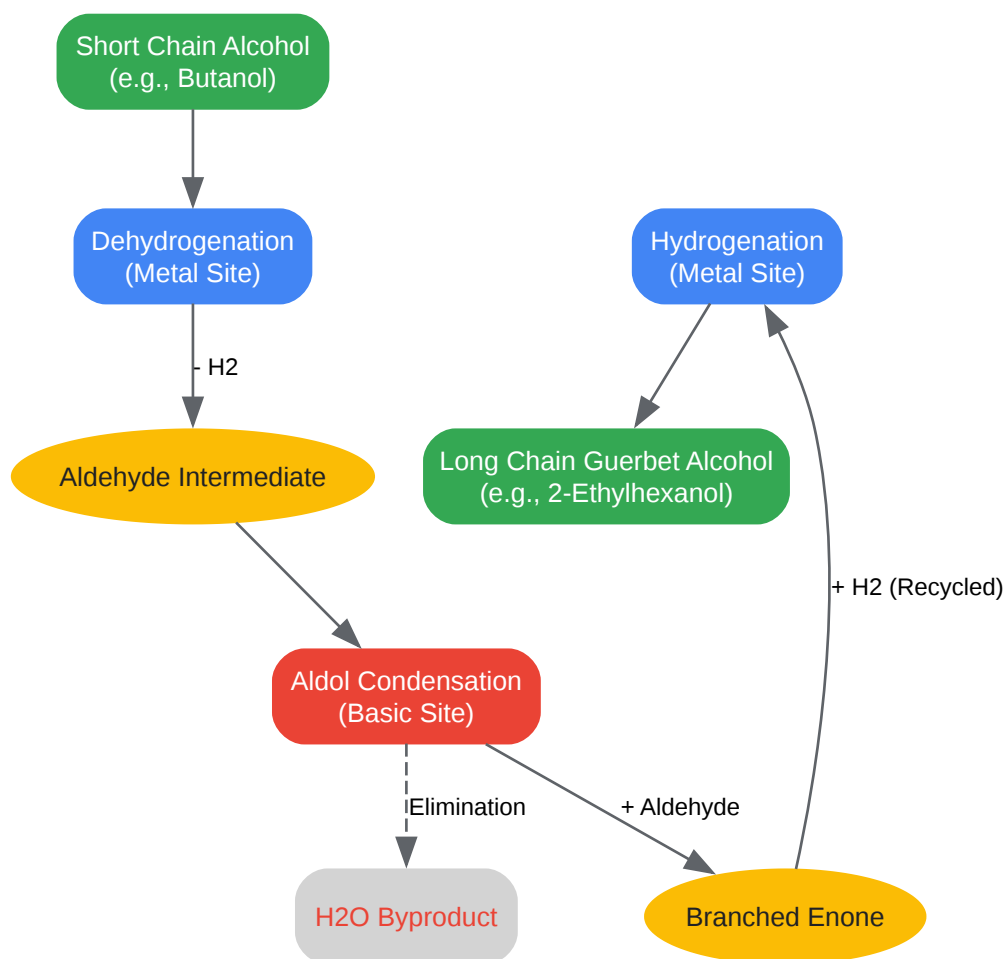 Short Chain Alcohol
(e.g., Butanol)
Dehydrogenation
(Metal Site)
Hydrogenation
(Metal Site)
- H2
Aldehyde Intermediate
Long Chain Guerbet Alcohol
(e.g., 2-Ethylhexanol)
+ H2 (Recycled)
Aldol Condensation
(Basic Site)
Elimination
+ Aldehyde
H2O Byproduct
Branched Enone